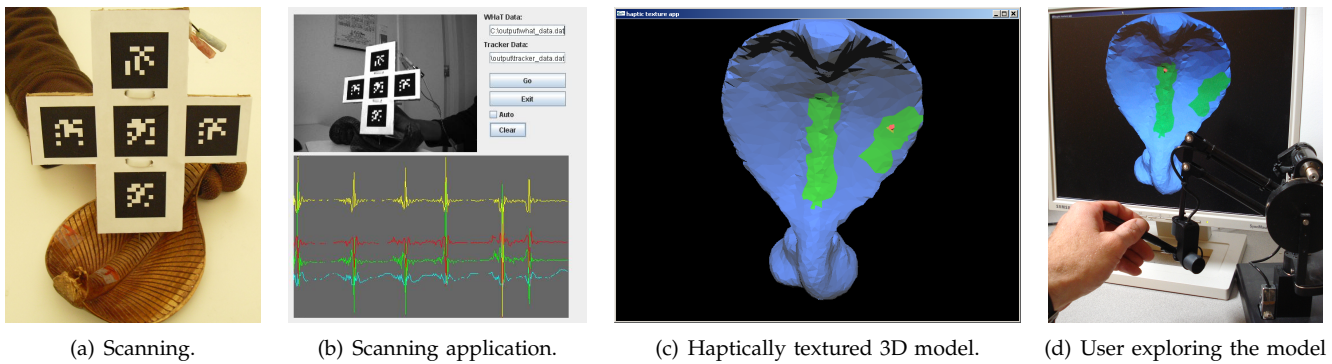 WHaT Data:
C:\output\what_data.dat
Tracker Data:
\output\tracker_data.dat
Go
Exit
Auto
Clear
haptic texture app
(a) Scanning.
(b) Scanning application.
(c) Haptically textured 3D model.
(d) User exploring the model